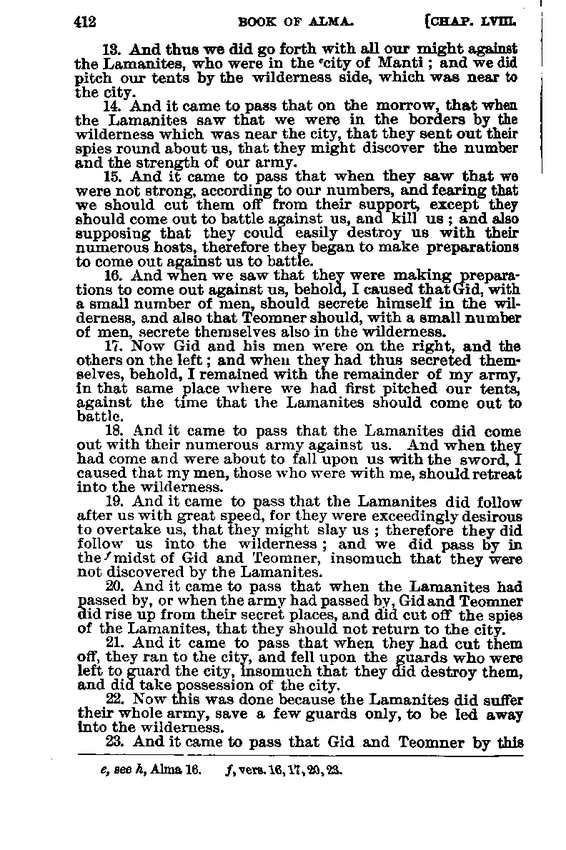 412 BOOK OF ALMA. [CHAP. LVIII.
13. And thus we did go forth with all our might against
the Lamanites, who were in the ᵉcity of Manti ; and we did
pitch our tents by the wilderness side, which was near to
the city.
14. And it came to pass that on the morrow, that when
the Lamanites saw that we were in the borders by the
wilderness which was near the city, that they sent out their
spies round about us, that they might discover the number
and the strength of our army.
15. And it came to pass that when they saw that we
were not strong, according to our numbers, and fearing that
we should cut them off from their support, except they
should come out to battle against us, and kill us ; and also
supposing that they could easily destroy us with their
numerous hosts, therefore they began to make preparations
to come out against us to battle.
16. And when we saw that they were making prepara-
tions to come out against us, behold, I caused that Gid, with
a small number of men, should secrete himself in the wil-
derness, and also that Teomner should, with a small number
of men, secrete themselves also in the wilderness.
17. Now Gid and his men were on the right, and the
others on the left ; and when they had thus secreted them-
selves, behold, I remained with the remainder of my army,
in that same place where we had first pitched our tents,
against the time that the Lamanites should come out to
battle.
18. And it came to pass that the Lamanites did come
out with their numerous army against us. And when they
had come and were about to fall upon us with the sword, I
caused that my men, those who were with me, should retreat
into the wilderness.
19. And it came to pass that the Lamanites did follow
after us with great speed, for they were exceedingly desirous
to overtake us, that they might slay us ; therefore they did
follow us into the wilderness ; and we did pass by in
the ᶠmidst of Gid and Teomner, insomuch that they were
not discovered by the Lamanites.
20. And it came to pass that when the Lamanites had
passed by, or when the army had passed by, Gid and Teomner
did rise up from their secret places, and did cut off the spies
of the Lamanites, that they should not return to the city.
21. And it came to pass that when they had cut them
off, they ran to the city, and fell upon the guards who were
left to guard the city, insomuch that they did destroy them,
and did take possession of the city.
22. Now this was done because the Lamanites did suffer
their whole army, save a few guards only, to be led away
into the wilderness.
23. And it came to pass that Gid and Teomner by this
e, see h, Alma 16. f, vers. 16, 17, 20, 23.